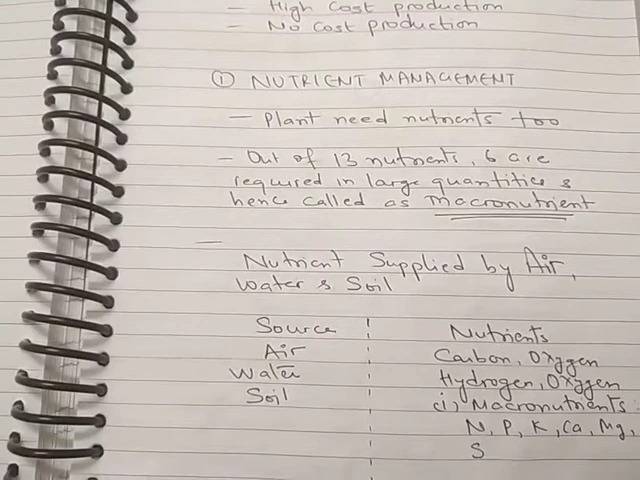 – High Cost production
– No Cost production
① NUTRIENT MANAGEMENT
– Plant need nutrients too
– Out of 13 nutrients, 6 are
required in large quantities &
hence called as macronutrient
–
Nutrient Supplied by Air,
water & Soil
Source Nutrients
Air Carbon, Oxygen
Water Hydrogen, Oxygen
Soil (i) Macronutrients:
N, P, K, Ca, Mg,
S